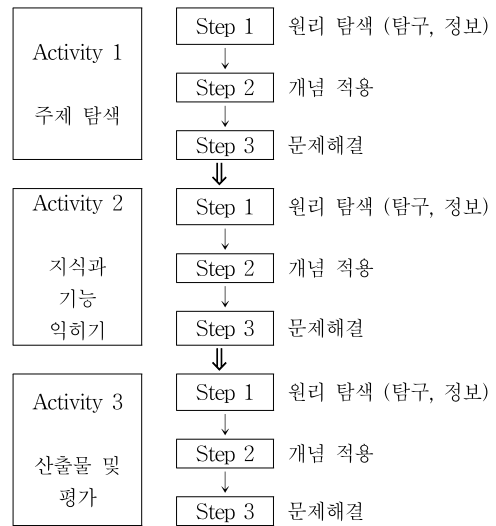 Activity 1
주제 탐색
Step 1 원리 탐색 (탐구, 정보)
↓
Step 2 개념 적용
↓
Step 3 문제해결
⇓
Activity 2
지식과
기능
익히기
Step 1 원리 탐색 (탐구, 정보)
↓
Step 2 개념 적용
↓
Step 3 문제해결
⇓
Activity 3
산출물 및
평가
Step 1 원리 탐색 (탐구, 정보)
↓
Step 2 개념 적용
↓
Step 3 문제해결